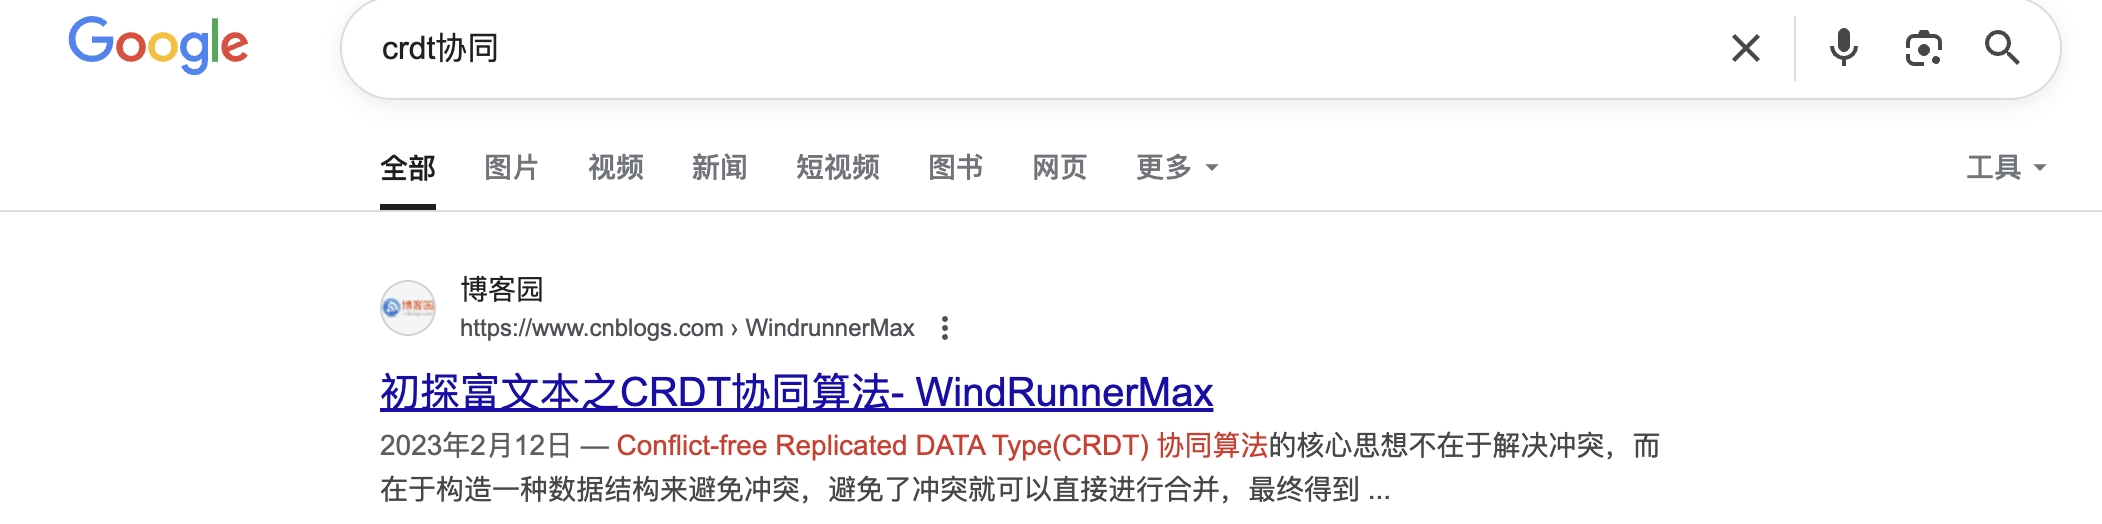 Google
crdt协同
全部 图片 视频 新闻 短视频 图书 网页 更多 工具
博客园
博客园
https://www.cnblogs.com › WindrunnerMax
初探富文本之CRDT协同算法- WindRunnerMax
2023年2月12日 — Conflict-free Replicated DATA Type(CRDT) 协同算法的核心思想不在于解决冲突，而
在于构造一种数据结构来避免冲突，避免了冲突就可以直接进行合并，最终得到 ...